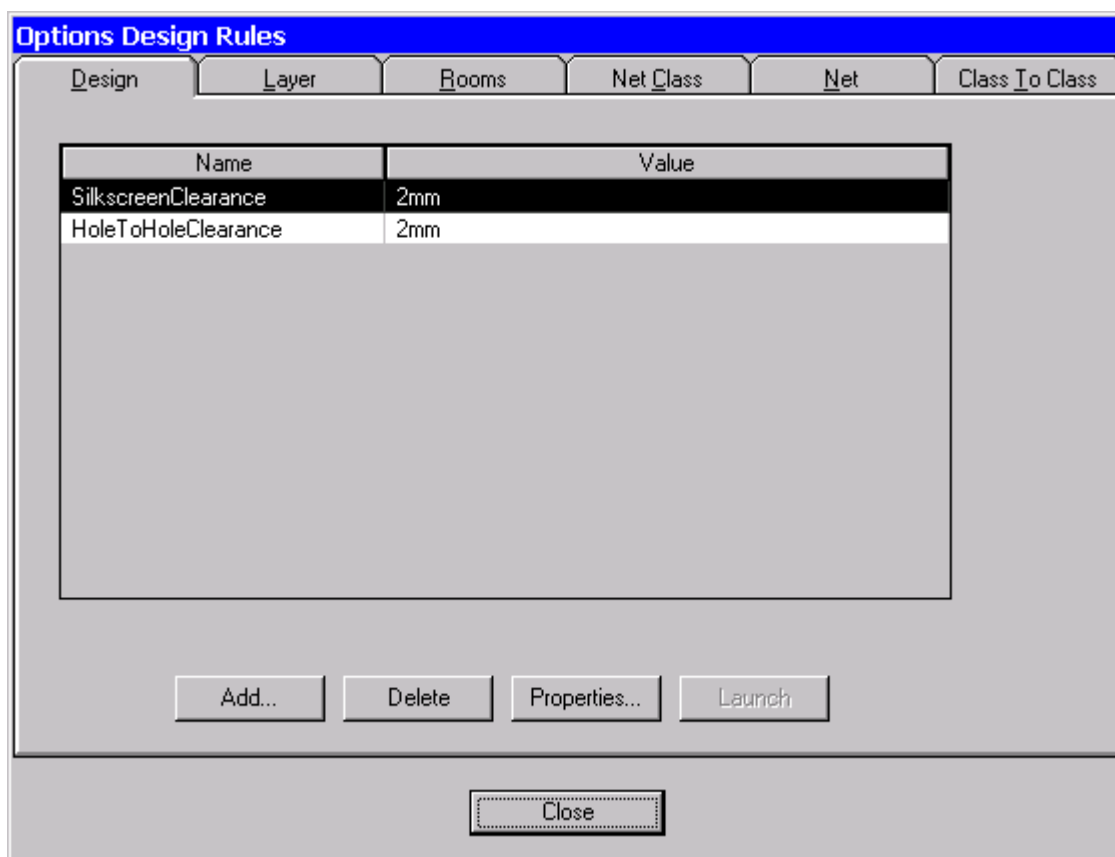 Options Design Rules
Design Layer Rooms Net Class Net Class To Class
Name Value
SilkscreenClearance 2mm
HoleToHoleClearance 2mm
Add... Delete Properties... Launch
Close